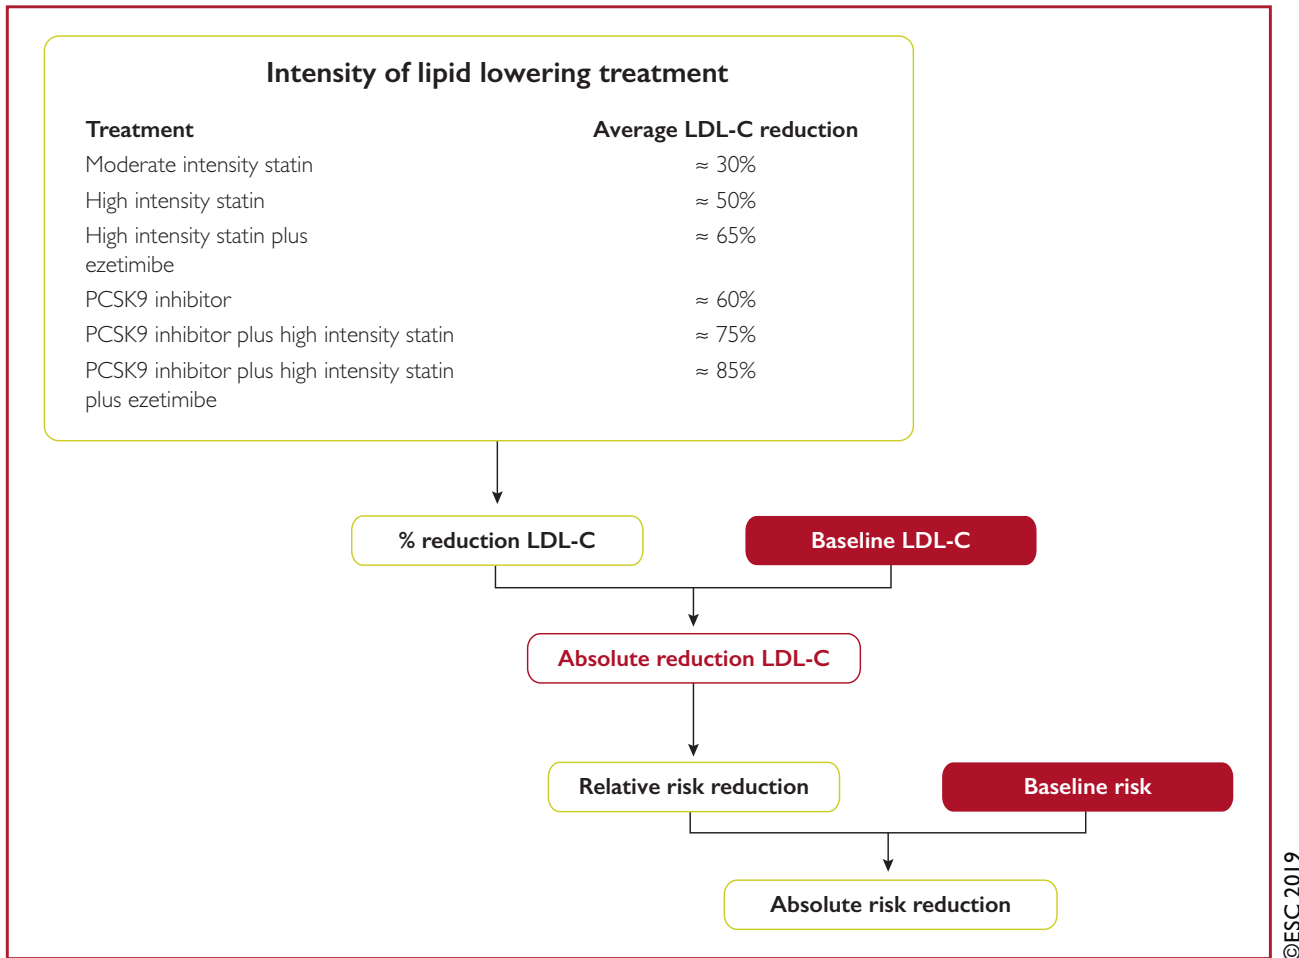 Intensity of lipid lowering treatment
Treatment Average LDL-C reduction
Moderate intensity statin ≈ 30%
High intensity statin ≈ 50%
High intensity statin plus ≈ 65%
ezetimibe
PCSK9 inhibitor ≈ 60%
PCSK9 inhibitor plus high intensity statin ≈ 75%
PCSK9 inhibitor plus high intensity statin ≈ 85%
plus ezetimibe
% reduction LDL-C Baseline LDL-C
Absolute reduction LDL-C
Relative risk reduction Baseline risk
Absolute risk reduction
©ESC 2019